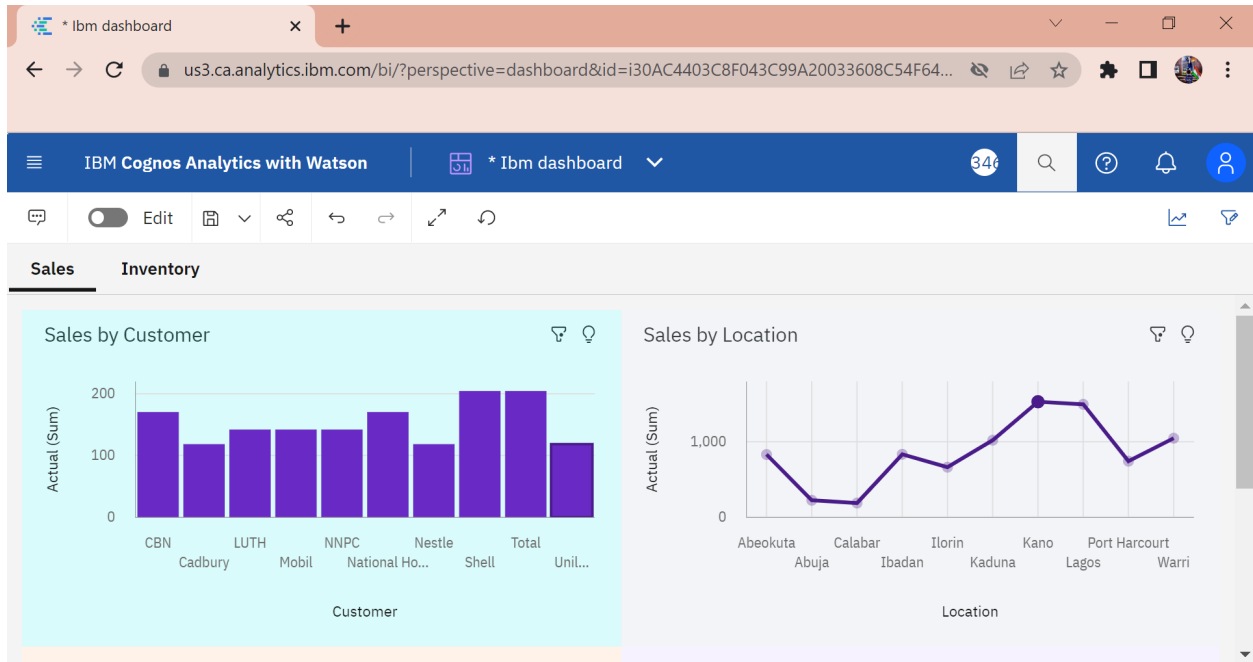 * Ibm dashboard
us3.ca.analytics.ibm.com/bi/?perspective=dashboard&id=i30AC4403C8F043C99A20033608C54F64...
IBM Cognos Analytics with Watson
* Ibm dashboard
346
Edit
Sales Inventory
Sales by Customer
Actual (Sum)
200
100
0
CBN LUTH NNPC Nestle Total
Cadbury Mobil National Ho... Shell Unil...
Customer
Sales by Location
Actual (Sum)
1,000
0
Abeokuta Calabar Ilorin Kano Port Harcourt
Abuja Ibadan Kaduna Lagos Warri
Location